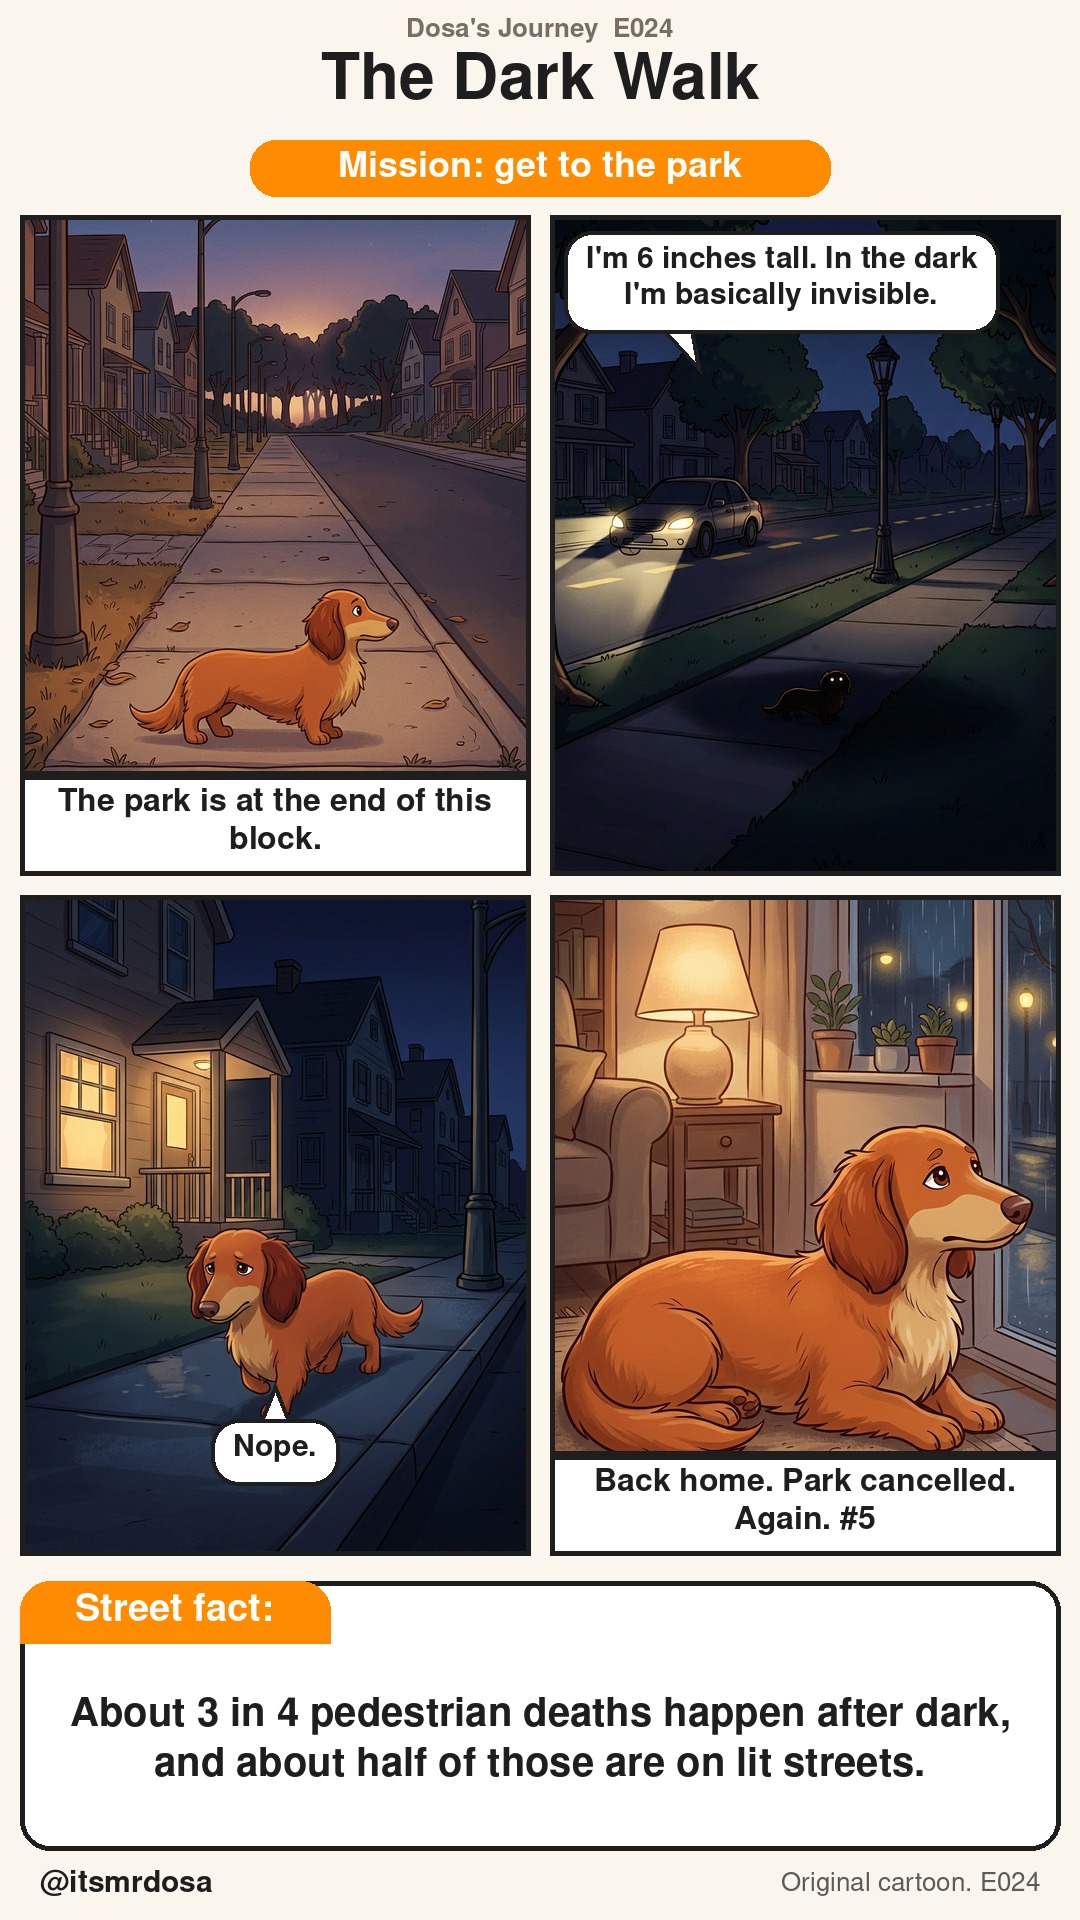 Dosa's Journey  E024
The Dark Walk
Mission: get to the park
I'm 6 inches tall. In the dark
I'm basically invisible.
The park is at the end of this
block.
Nope.
Back home. Park cancelled.
Again. #5
Street fact:
About 3 in 4 pedestrian deaths happen after dark,
and about half of those are on lit streets.
@itsmrdosa
Original cartoon. E024